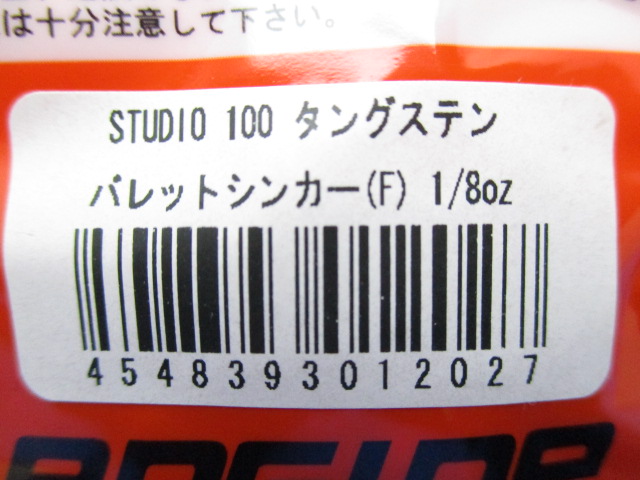 は十分注意して下さい。
STUDIO 100 タングステン
バレットシンカー(F) 1/8oz
4548393012027